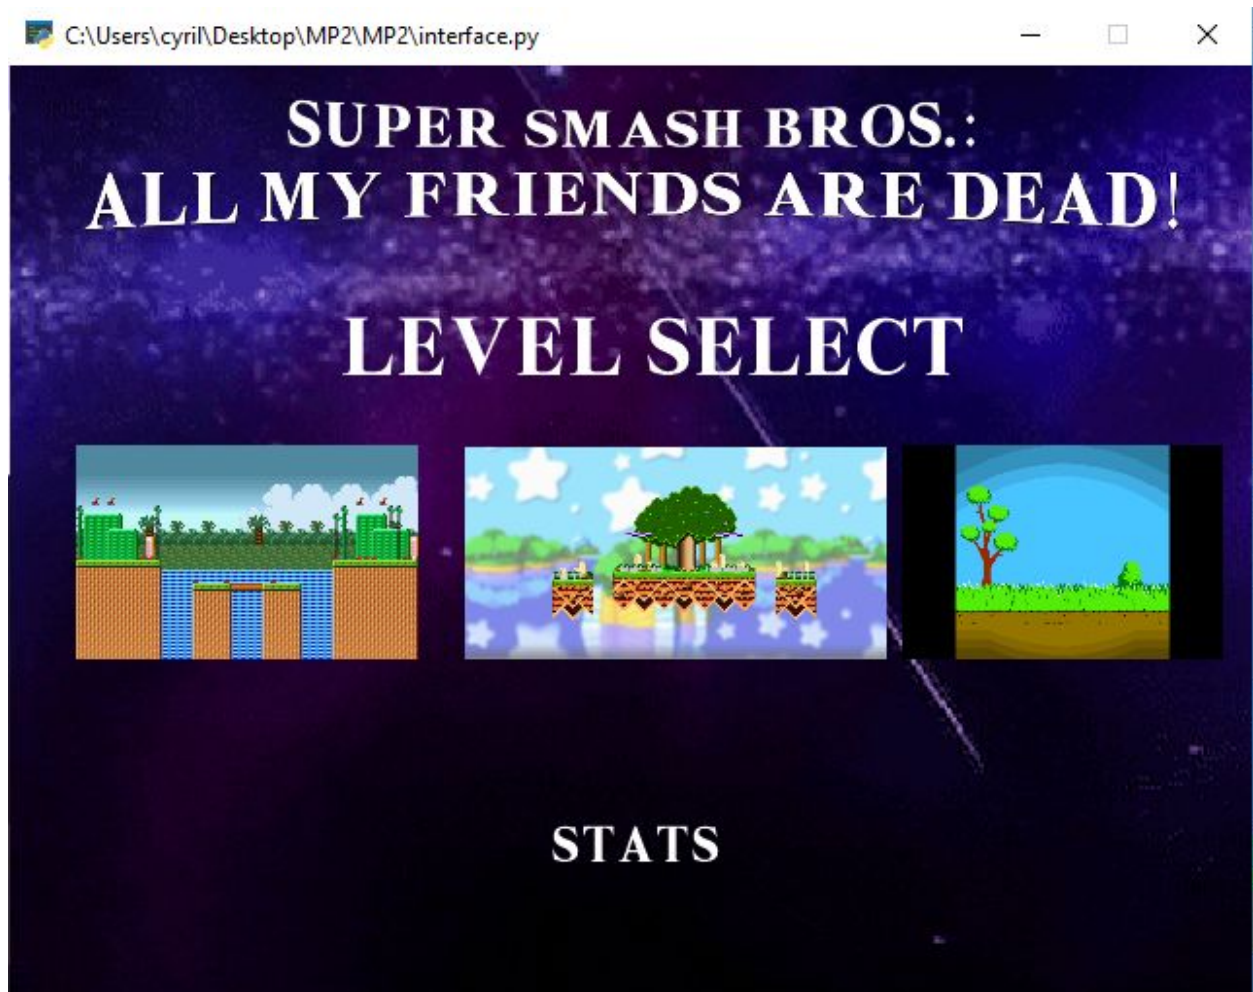 C:\Users\cyril\Desktop\MP2\MP2\interface.py
SUPER SMASH BROS.:
ALL MY FRIENDS ARE DEAD!
LEVEL SELECT
STATS